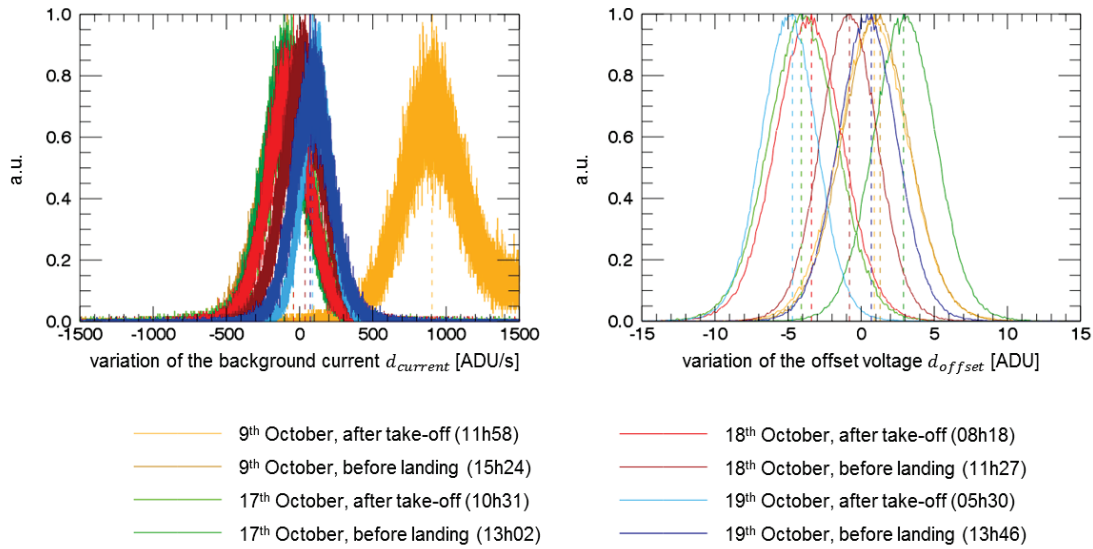 1.0
0.8
0.6
0.4
0.2
0.0
a.u.
-1500 -1000 -500 0 500 1000 1500
variation of the background current d_current [ADU/s]
1.0
0.8
0.6
0.4
0.2
0.0
a.u.
-15 -10 -5 0 5 10 15
variation of the offset voltage d_offset [ADU]
9th October, after take-off (11h58)
9th October, before landing (15h24)
17th October, after take-off (10h31)
17th October, before landing (13h02)
18th October, after take-off (08h18)
18th October, before landing (11h27)
19th October, after take-off (05h30)
19th October, before landing (13h46)